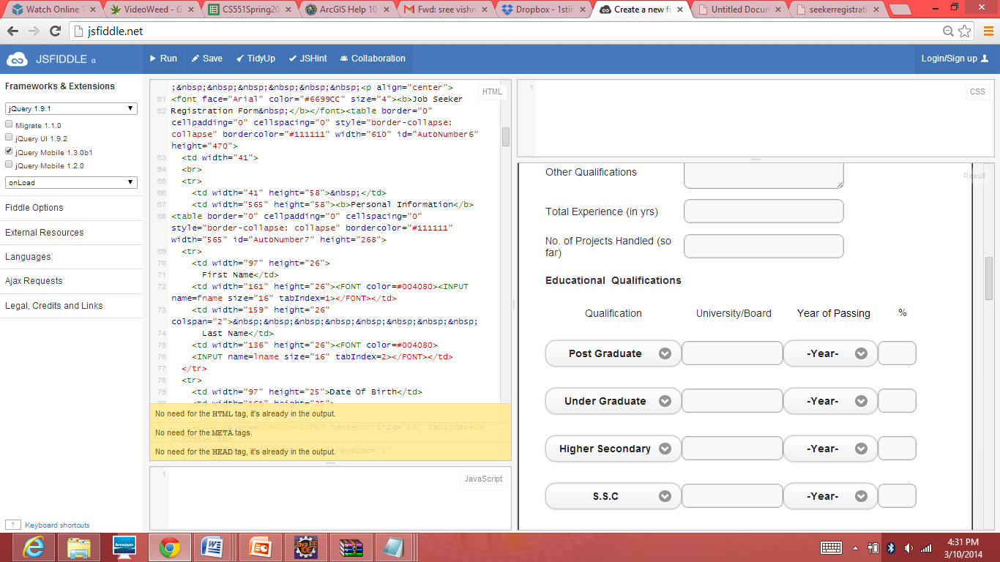 Watch Online T
VideoWeed - G
CS551Spring20
ArcGIS Help 10
Fwd: sree vishn
Dropbox - 1stin
Create a new fi
Untitled Docun
seekerregistrati
jsfiddle.net
JSFIDDLE α
Run
Save
TidyUp
JSHint
Collaboration
Login/Sign up
Frameworks & Extensions
jQuery 1.9.1
Migrate 1.1.0
jQuery UI 1.9.2
jQuery Mobile 1.3.0b1
jQuery Mobile 1.2.0
onLoad
Fiddle Options
External Resources
Languages
Ajax Requests
Legal, Credits and Links
? Keyboard shortcuts
HTML
;&nbsp;&nbsp;&nbsp;&nbsp;&nbsp;<p align="center">
61 <font face="Arial" color="#6699CC" size="4"><b>Job Seeker
62 Registration Form&nbsp;</b></font><table border="0"
cellpadding="0" cellspacing="0" style="border-collapse:
collapse" bordercolor="#111111" width="610" id="AutoNumber6"
height="470">
63 <td width="41">
64 <br>
65 <tr>
66 <td width="41" height="58">&nbsp;</td>
67 <td width="565" height="58"><b>Personal Information</b>
68 <table border="0" cellpadding="0" cellspacing="0"
style="border-collapse: collapse" bordercolor="#111111"
width="565" id="AutoNumber7" height="268">
69 <tr>
70 <td width="97" height="26">
71 First Name</td>
72 <td width="161" height="26"><FONT color=#004080><INPUT
name=fname size="16" tabIndex=1></FONT></td>
73 <td width="159" height="26"
colspan="2">&nbsp;&nbsp;&nbsp;&nbsp;&nbsp;&nbsp;&nbsp;
74 Last Name</td>
75 <td width="136" height="26"><FONT color=#004080>
76 <INPUT name=lname size="16" tabIndex=2></FONT></td>
77 </tr>
78 <tr>
79 <td width="97" height="25">Date Of Birth</td>
No need for the HTML tag, it's already in the output.
<FONT color=#004080><INPUT name=dob size="16" tabIndex=3>
No need for the META tags.
No need for the HEAD tag, it's already in the output.
1
JavaScript
1
CSS
Result
Other Qualifications
Total Experience (in yrs)
No. of Projects Handled (so
far)
Educational Qualifications
Qualification University/Board Year of Passing %
Post Graduate -Year-
Under Graduate -Year-
Higher Secondary -Year-
S.S.C -Year-
lenovo
Java EE
IDE
4:31 PM
3/10/2014